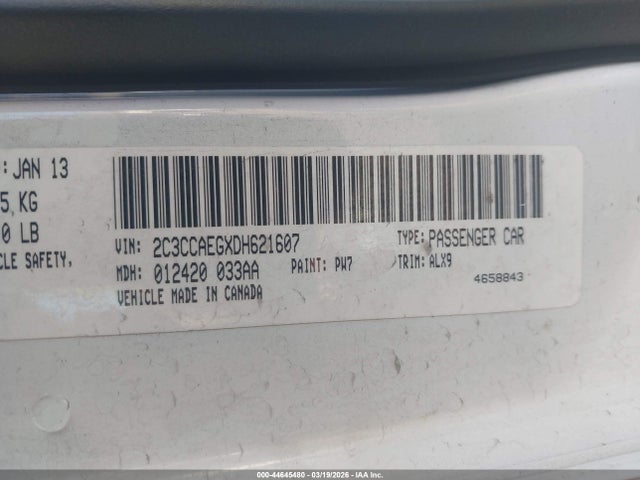 : JAN 13
5 KG
0 LB
CLE SAFETY,
VIN: 2C3CCAEGXDH621607
TYPE: PASSENGER CAR
MDH: 012420 033AA
PAINT: PW7
TRIM: ALX9
VEHICLE MADE IN CANADA
4658843
000-44645480 - 03/19/2026 - IAA Inc.